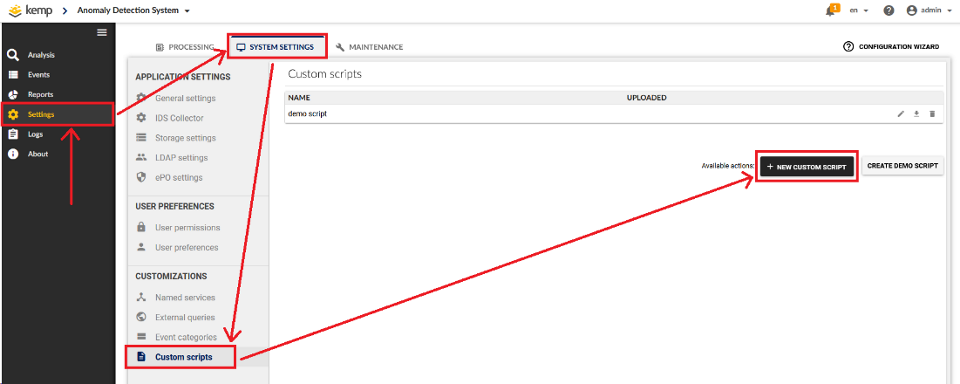 kemp Anomaly Detection System 1 en admin
Analysis
Events
Reports
Settings
Logs
About
PROCESSING SYSTEM SETTINGS MAINTENANCE CONFIGURATION WIZARD
APPLICATION SETTINGS
General settings
IDS Collector
Storage settings
LDAP settings
ePO settings
USER PREFERENCES
User permissions
User preferences
CUSTOMIZATIONS
Named services
External queries
Event categories
Custom scripts
Custom scripts
NAME UPLOADED
demo script
Available actions: + NEW CUSTOM SCRIPT CREATE DEMO SCRIPT